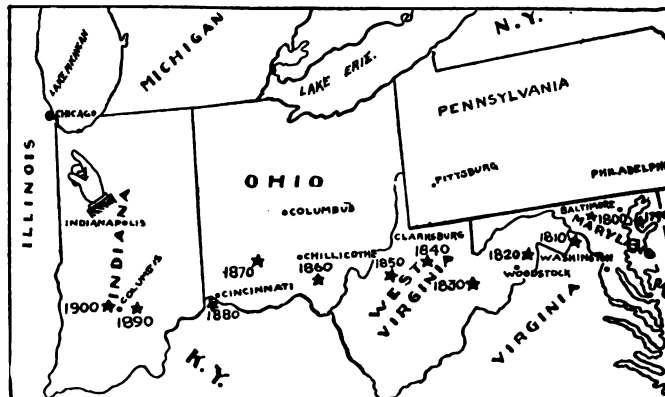 N.Y.
MICHIGAN
LAKE MICHIGAN
LAKE ERIE.
PENNSYLVANIA
CHICAGO
ILLINOIS
PITTSBURG
PHILADELPHI
OHIO
COLUMBUS
INDIANAPOLIS
INDIANA
BALTIMORE
1800
1790
MARYLAND
CLARKSBURG
1840
1810
WASHINGTON
1820
WOODSTOCK
CHILLICOTHE
1870
1860
1850
WEST
VIRGINIA
1830
CINCINNATI
1880
COLUMBUS
1900
1890
VIRGINIA
K.Y.